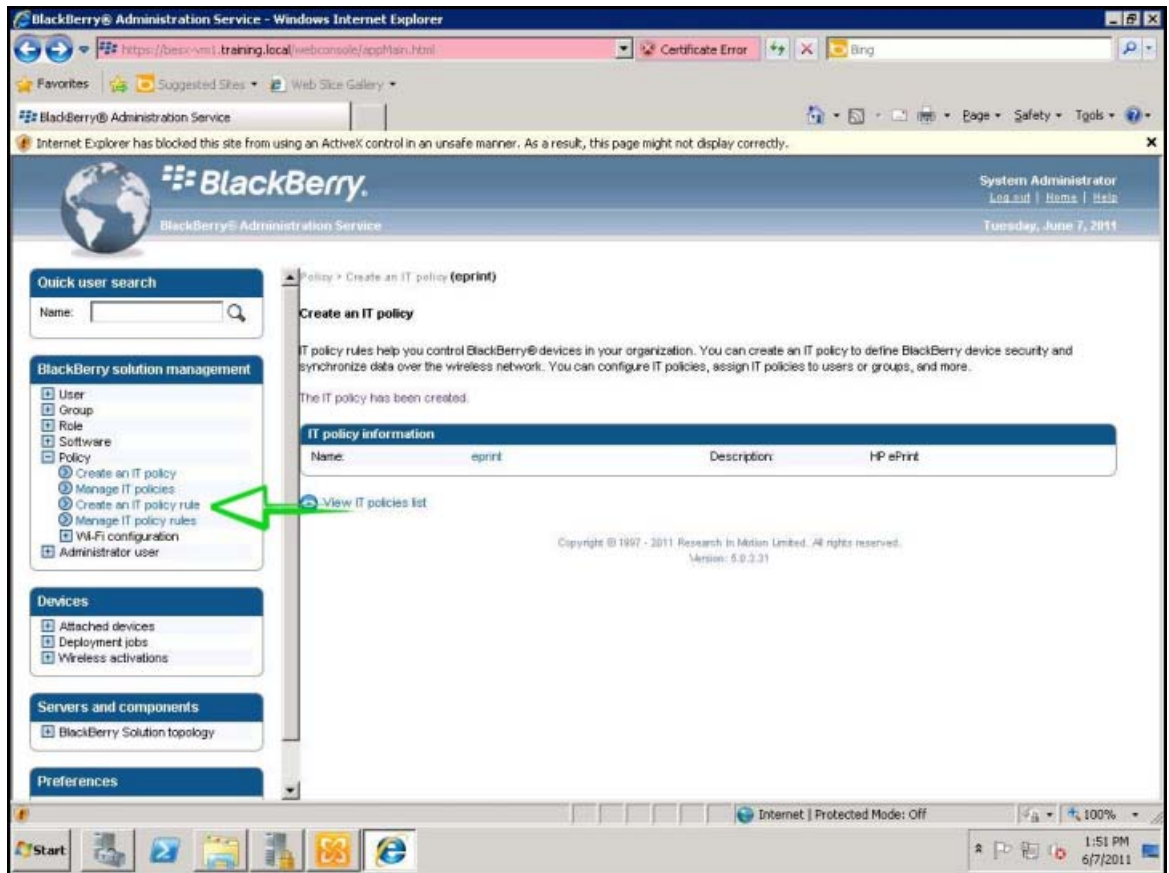 BlackBerry® Administration Service - Windows Internet Explorer
https://besx-vm1.training.local/webconsole/appMain.html
Certificate Error
Bing
Favorites
Suggested Sites
Web Slice Gallery
BlackBerry® Administration Service
Page
Safety
Tools
Internet Explorer has blocked this site from using an ActiveX control in an unsafe manner. As a result, this page might not display correctly.
BlackBerry.
System Administrator
Log out | Home | Help
BlackBerry® Administration Service
Tuesday, June 7, 2011
Quick user search
Name:
BlackBerry solution management
User
Group
Role
Software
Policy
Create an IT policy
Manage IT policies
Create an IT policy rule
Manage IT policy rules
Wi-Fi configuration
Administrator user
Devices
Attached devices
Deployment jobs
Wireless activations
Servers and components
BlackBerry Solution topology
Preferences
Policy > Create an IT policy (eprint)
Create an IT policy
IT policy rules help you control BlackBerry® devices in your organization. You can create an IT policy to define BlackBerry device security and
synchronize data over the wireless network. You can configure IT policies, assign IT policies to users or groups, and more.
The IT policy has been created.
IT policy information
Name: eprint Description: HP ePrint
View IT policies list
Copyright © 1997 - 2011 Research In Motion Limited. All rights reserved.
Version:
Internet | Protected Mode: Off
100%
Start
1:51 PM
6/7/2011